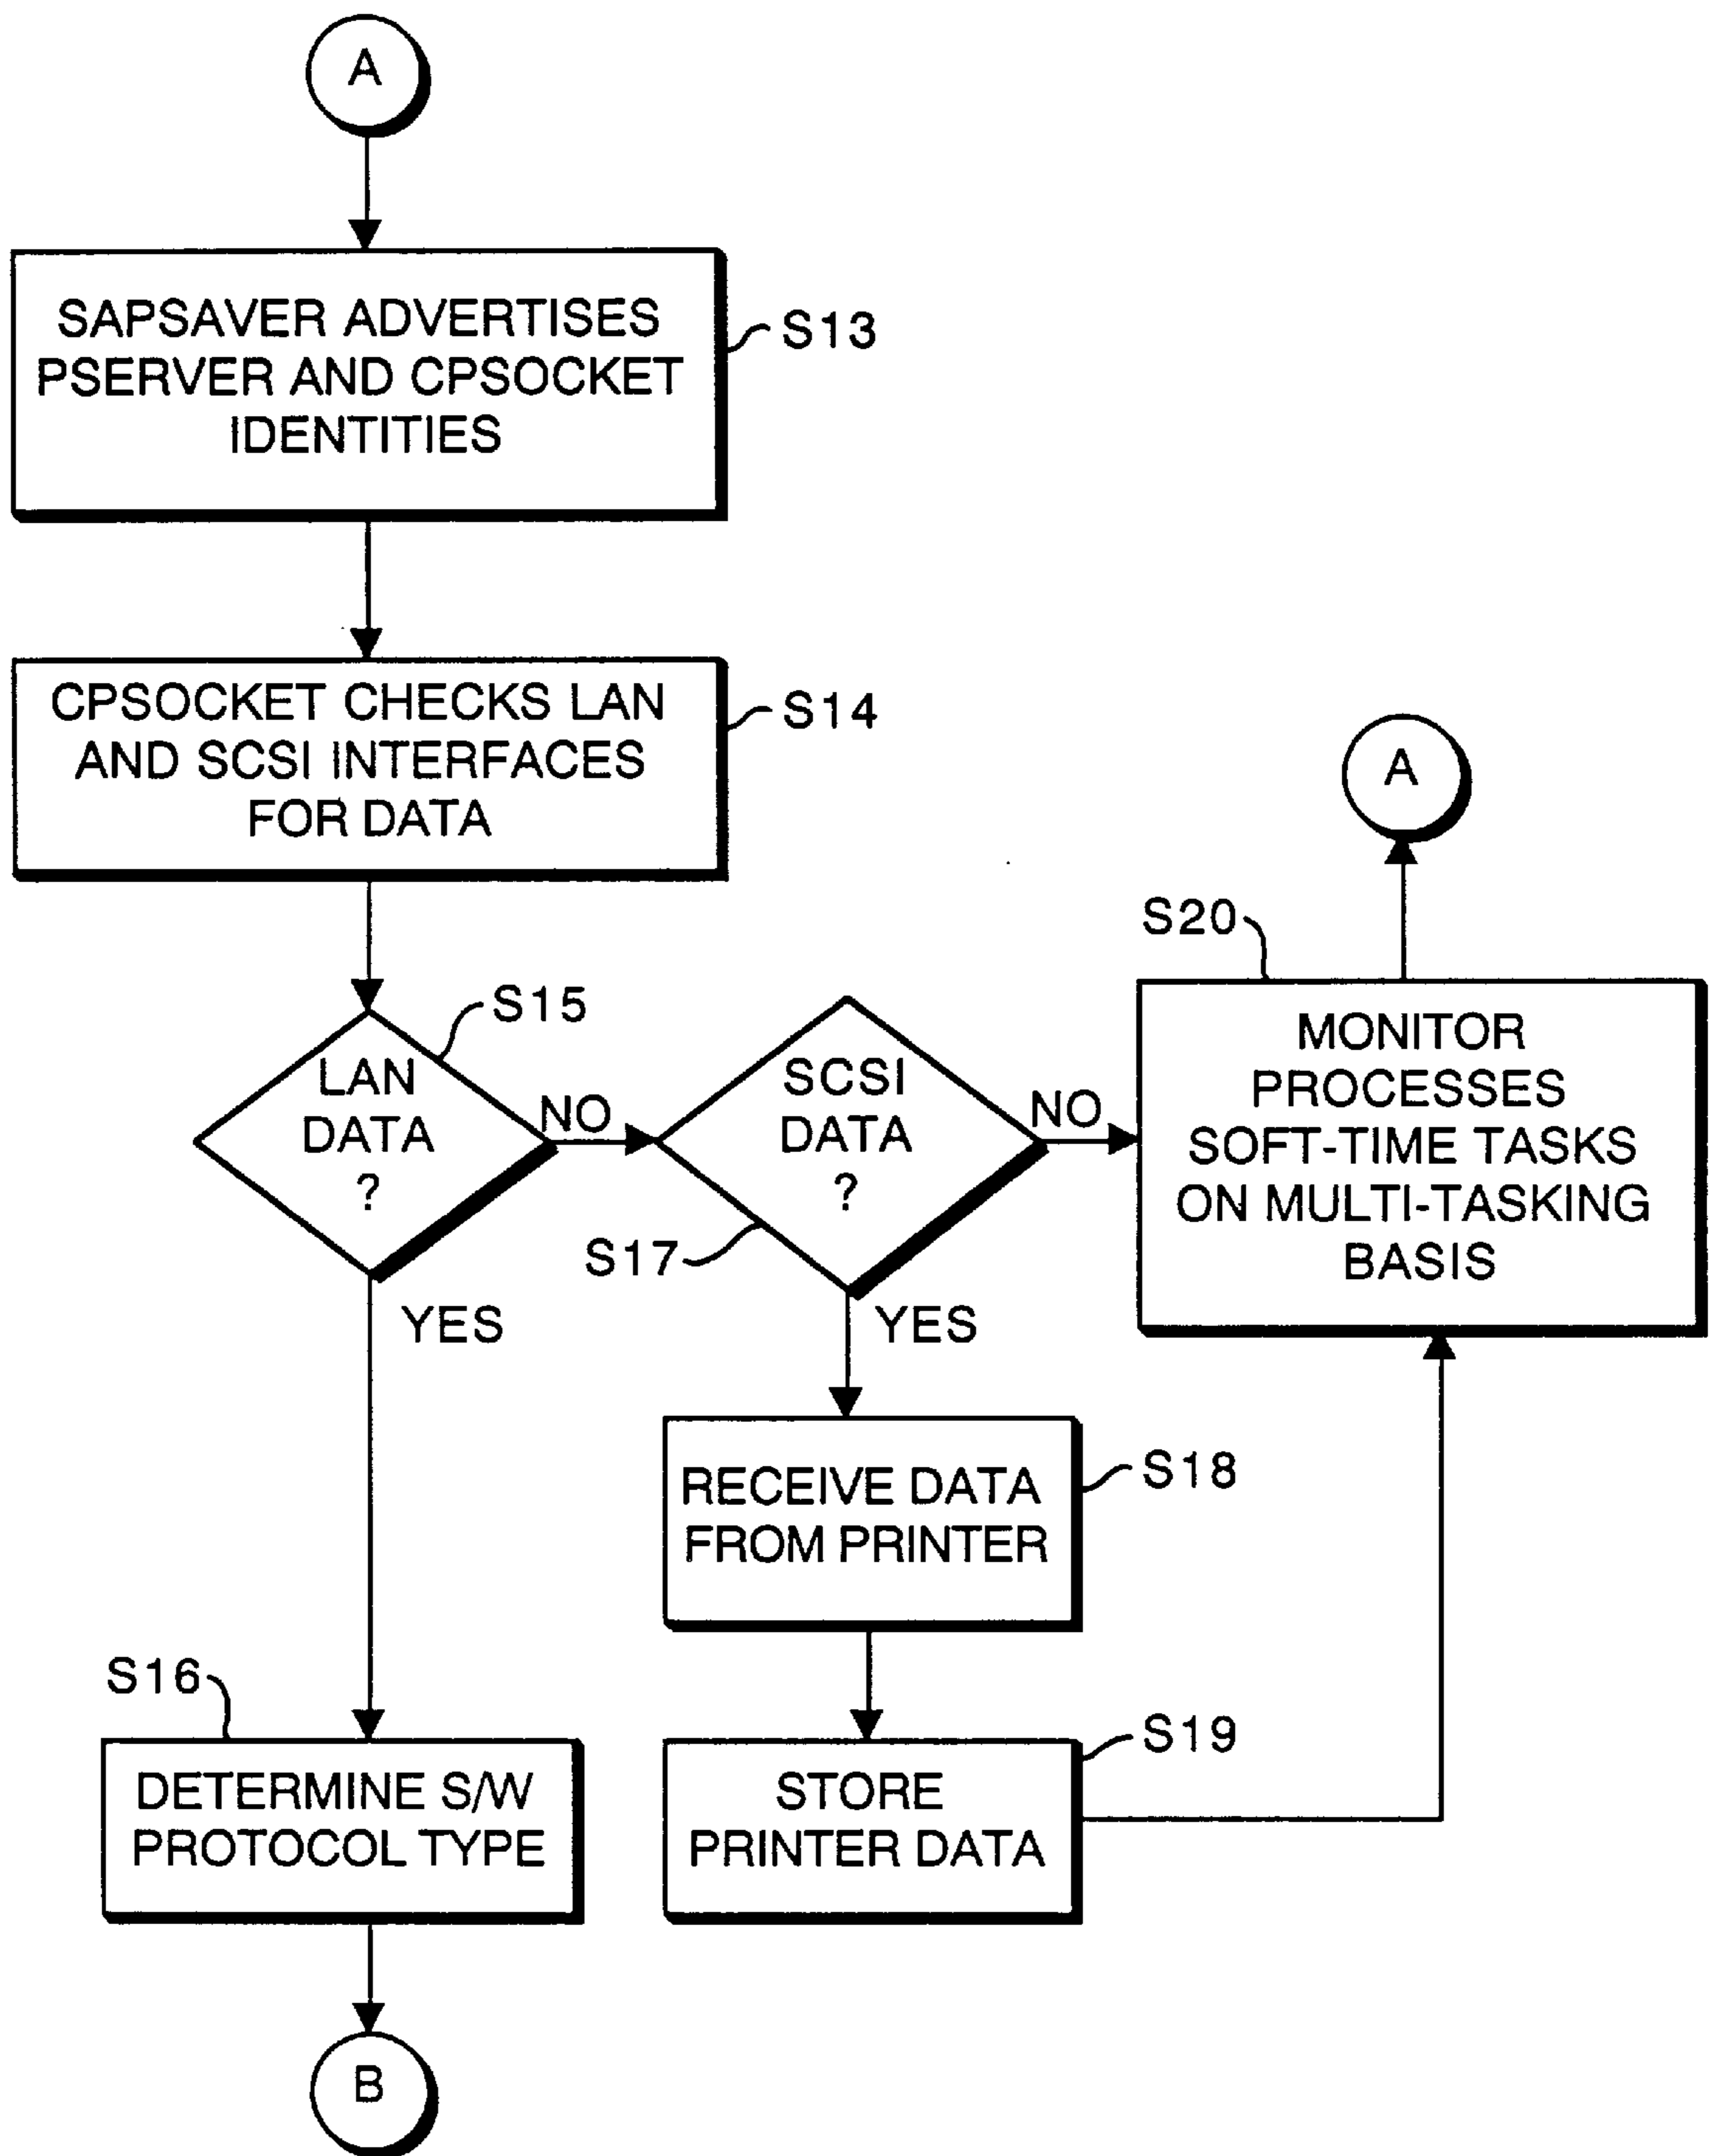 A
SAPSAVER ADVERTISES
PSERVER AND CPSOCKET
IDENTITIES
S13
CPSOCKET CHECKS LAN
AND SCSI INTERFACES
FOR DATA
S14
A
S20
S15
LAN
DATA
?
NO
YES
SCSI
DATA
?
S17
NO
YES
MONITOR
PROCESSES
SOFT-TIME TASKS
ON MULTI-TASKING
BASIS
RECEIVE DATA
FROM PRINTER
S18
S16
DETERMINE S/W
PROTOCOL TYPE
STORE
PRINTER DATA
S19
B